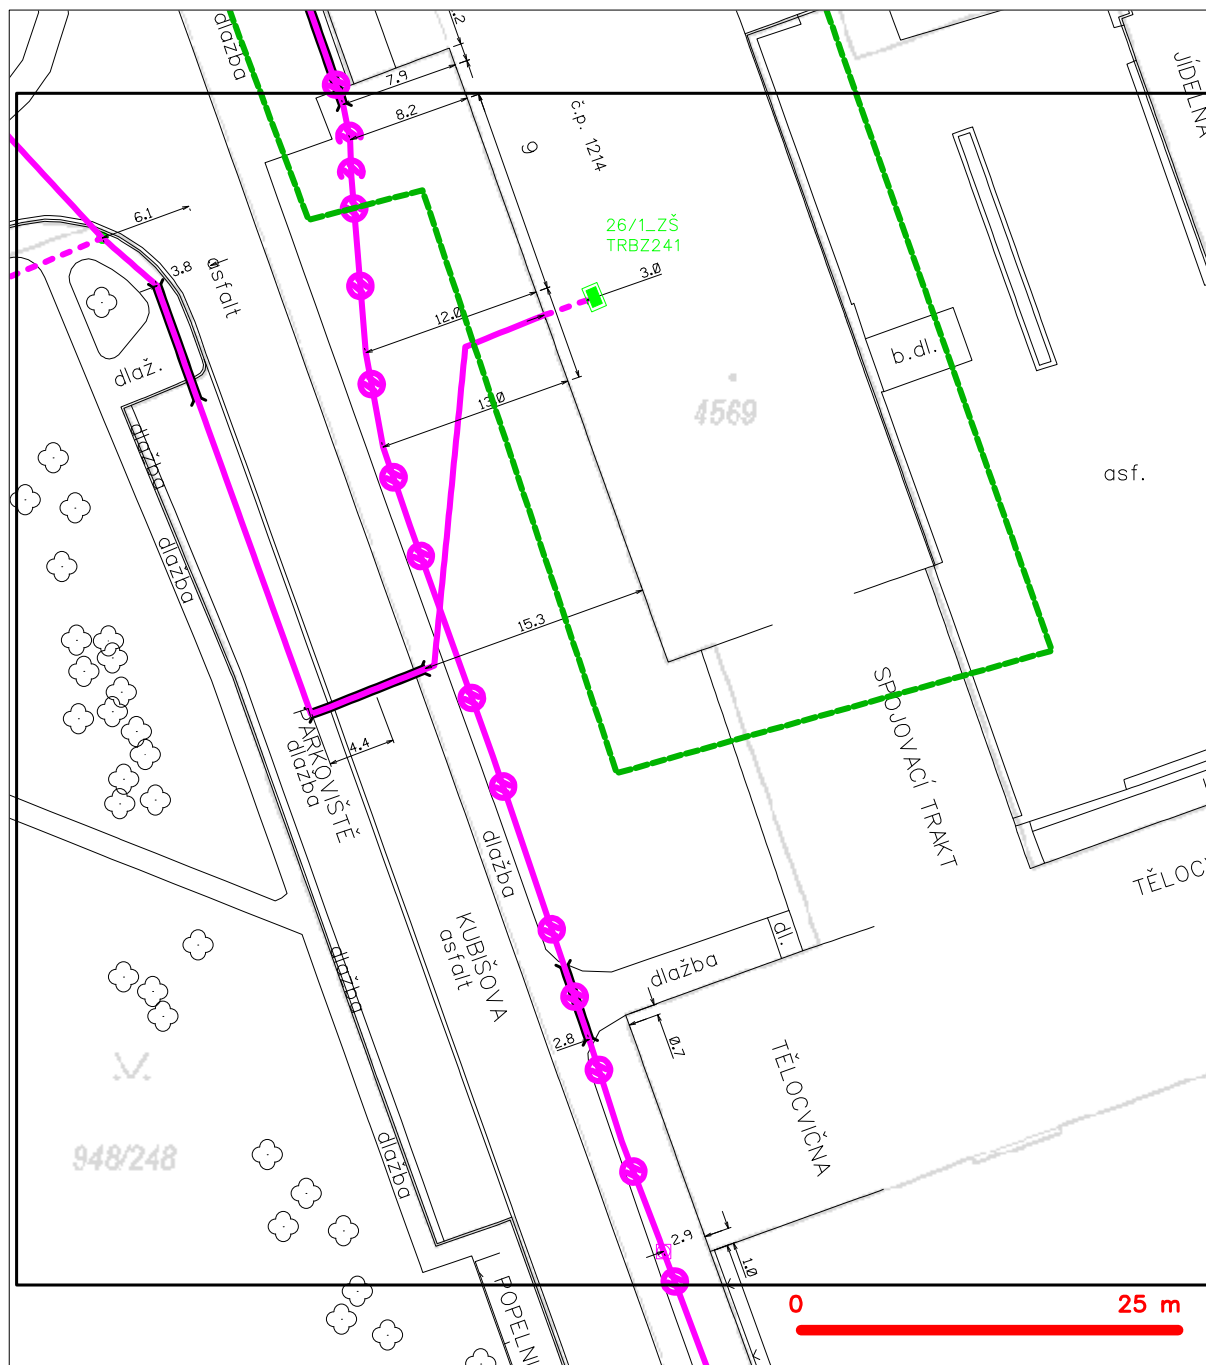 dlažba
.2
7.9
8.2
9
č.p. 1214
JÍDELNA
6.1
3.8
asfalt
26/1_ZŠ
TRBZ241
3.0
12.0
13.0
b.dl.
dlaž.
4569
asf.
dlažba
dlažba
15.3
SPOJOVACÍ TRAKT
PARKOVIŠTĚ
dlažba
4.4
dlažba
TĚLOCV
KUBIŠOVA
asfalt
dl.
dlažba
dlažba
2.8
0.7
TĚLOCVIČNA
948/248
dlažba
2.9
1.0
POPELNI
0 25 m